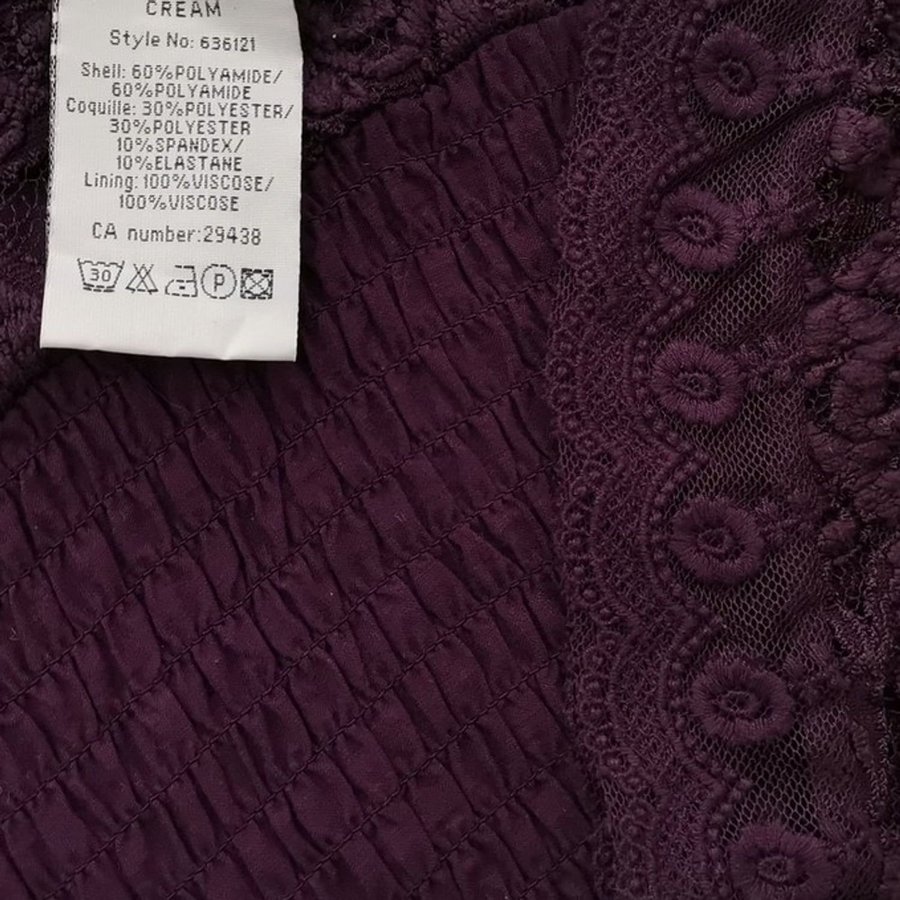 CREAM
Style No: 636121
Shell: 60%POLYAMIDE/
60%POLYAMIDE
Coquille: 30%POLYESTER/
30%POLYESTER
10%SPANDEX/
10%ELASTANE
Lining: 100%VISCOSE/
100%VISCOSE
CA number:29438
30 P